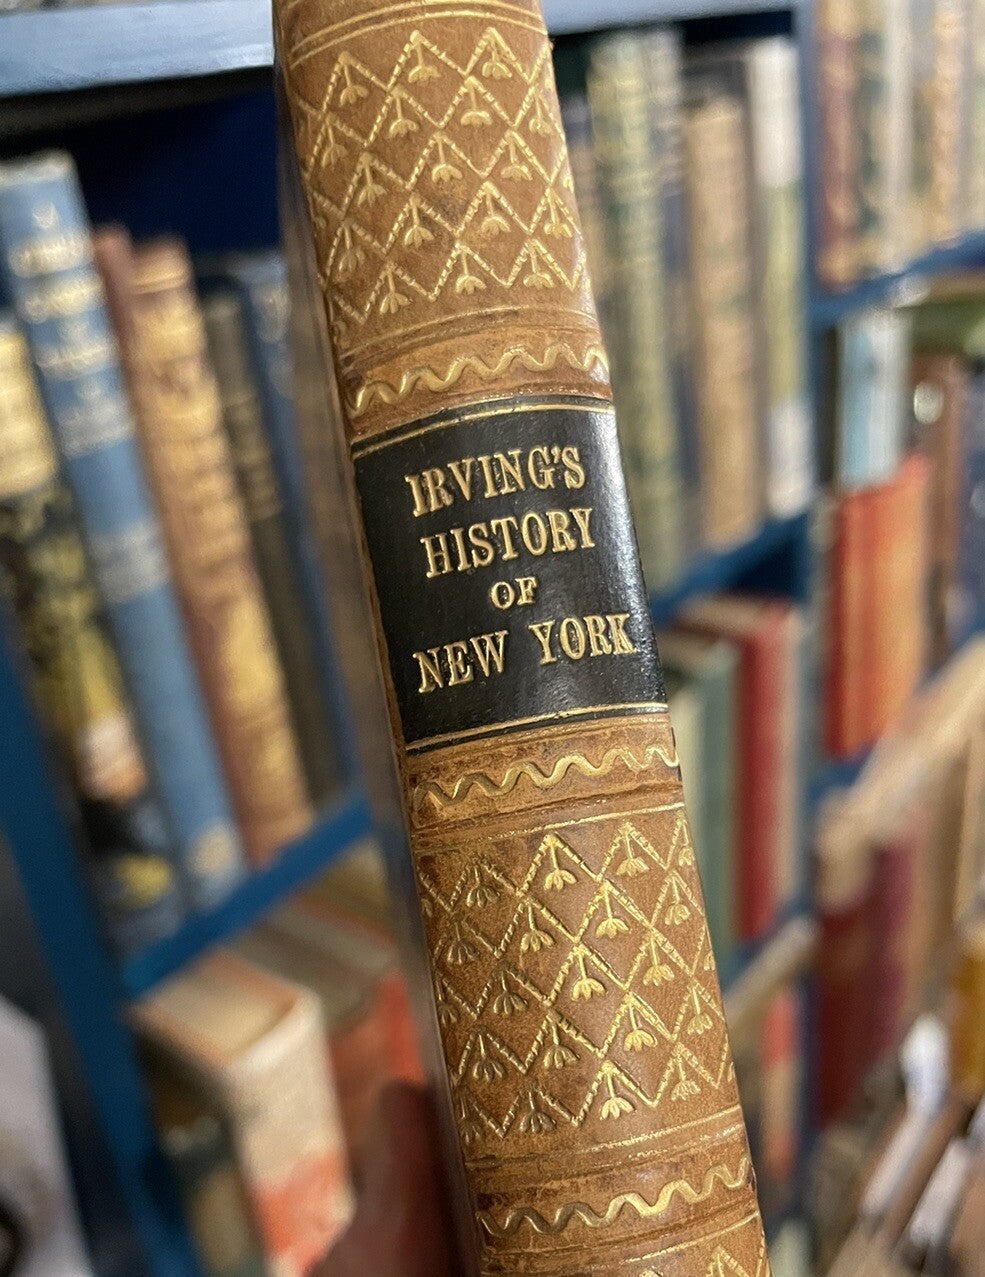 IRVING'S
HISTORY
OF
NEW YORK